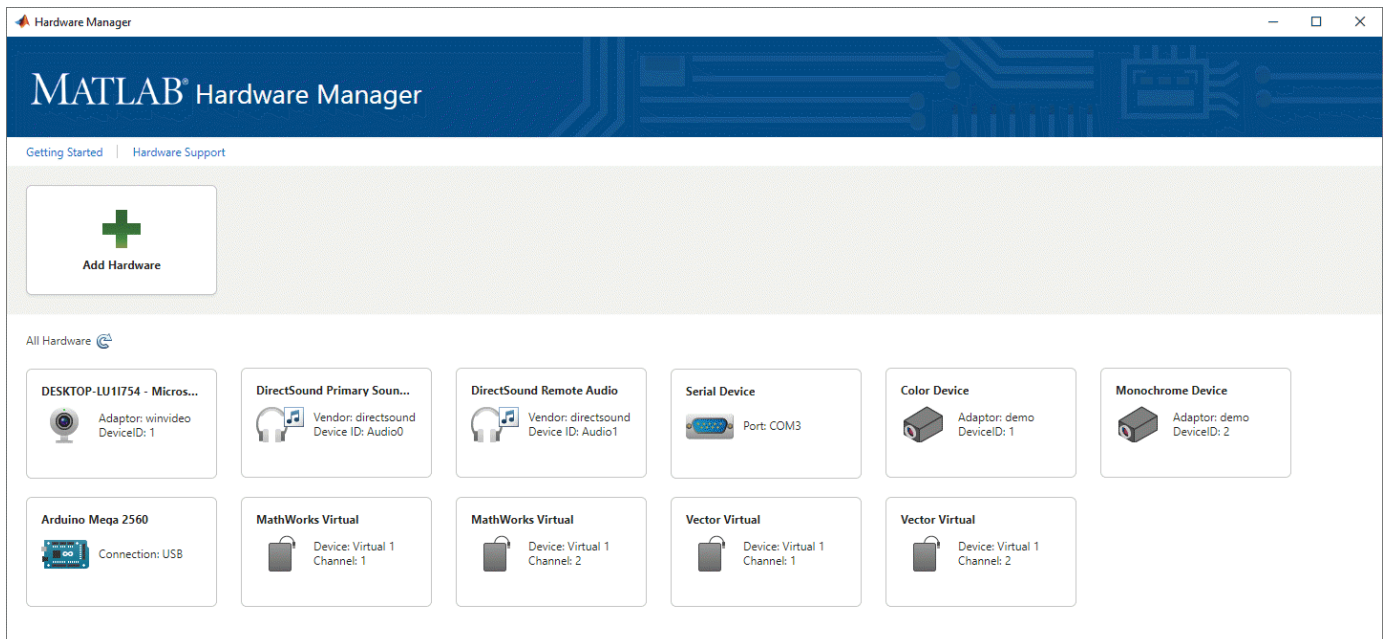 Hardware Manager
MATLAB® Hardware Manager
Getting Started
Hardware Support
Add Hardware
All Hardware
DESKTOP-LU1I754 - Micros...
Adaptor: winvideo
DeviceID: 1
DirectSound Primary Soun...
Vendor: directsound
Device ID: Audio0
DirectSound Remote Audio
Vendor: directsound
Device ID: Audio1
Serial Device
Port: COM3
Color Device
Adaptor: demo
DeviceID: 1
Monochrome Device
Adaptor: demo
DeviceID: 2
Arduino Mega 2560
Connection: USB
MathWorks Virtual
Device: Virtual 1
Channel: 1
MathWorks Virtual
Device: Virtual 1
Channel: 2
Vector Virtual
Device: Virtual 1
Channel: 1
Vector Virtual
Device: Virtual 1
Channel: 2